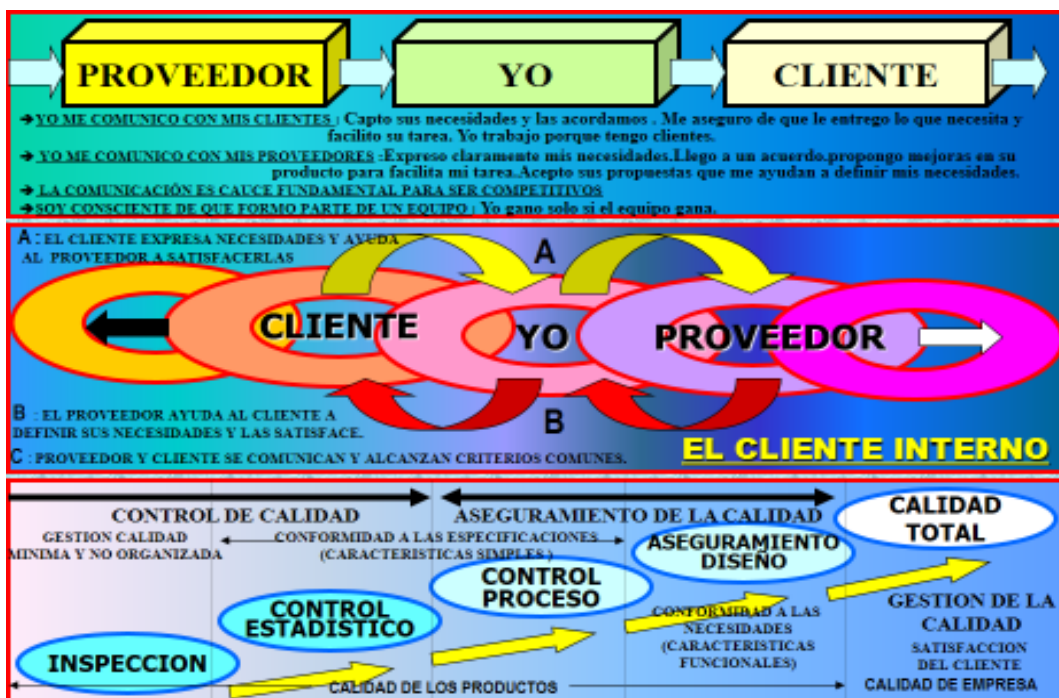 PROVEEDOR
YO
CLIENTE
➔YO ME COMUNICO CON MIS CLIENTES : Capto sus necesidades y las acordamos . Me aseguro de que le entrego lo que necesita y
facilito su tarea. Yo trabajo porque tengo clientes.
➔ YO ME COMUNICO CON MIS PROVEEDORES :Expreso claramente mis necesidades.Llego a un acuerdo.propongo mejoras en su
producto para facilita mi tarea.Acepto sus propuestas que me ayudan a definir mis necesidades.
➔ LA COMUNICACIÓN ES CAUCE FUNDAMENTAL PARA SER COMPETITIVOS
➔SOY CONSCIENTE DE QUE FORMO PARTE DE UN EQUIPO : Yo gano solo si el equipo gana.
A : EL CLIENTE EXPRESA NECESIDADES Y AYUDA
AL PROVEEDOR A SATISFACERLAS
A
CLIENTE
YO
PROVEEDOR
B
B : EL PROVEEDOR AYUDA AL CLIENTE A
DEFINIR SUS NECESIDADES Y LAS SATISFACE.
C : PROVEEDOR Y CLIENTE SE COMUNICAN Y ALCANZAN CRITERIOS COMUNES.
EL CLIENTE INTERNO
CONTROL DE CALIDAD
ASEGURAMIENTO DE LA CALIDAD
CALIDAD
TOTAL
GESTION CALIDAD
MINIMA Y NO ORGANIZADA
CONFORMIDAD A LAS ESPECIFICACIONES
(CARACTERISTICAS SIMPLES )
ASEGURAMIENTO
DISEÑO
CONTROL
PROCESO
CONTROL
ESTADISTICO
INSPECCION
CONFORMIDAD A LAS
NECESIDADES
(CARACTERISTICAS
FUNCIONALES)
GESTION DE LA
CALIDAD
SATISFACCION
DEL CLIENTE
CALIDAD DE LOS PRODUCTOS
CALIDAD DE EMPRESA